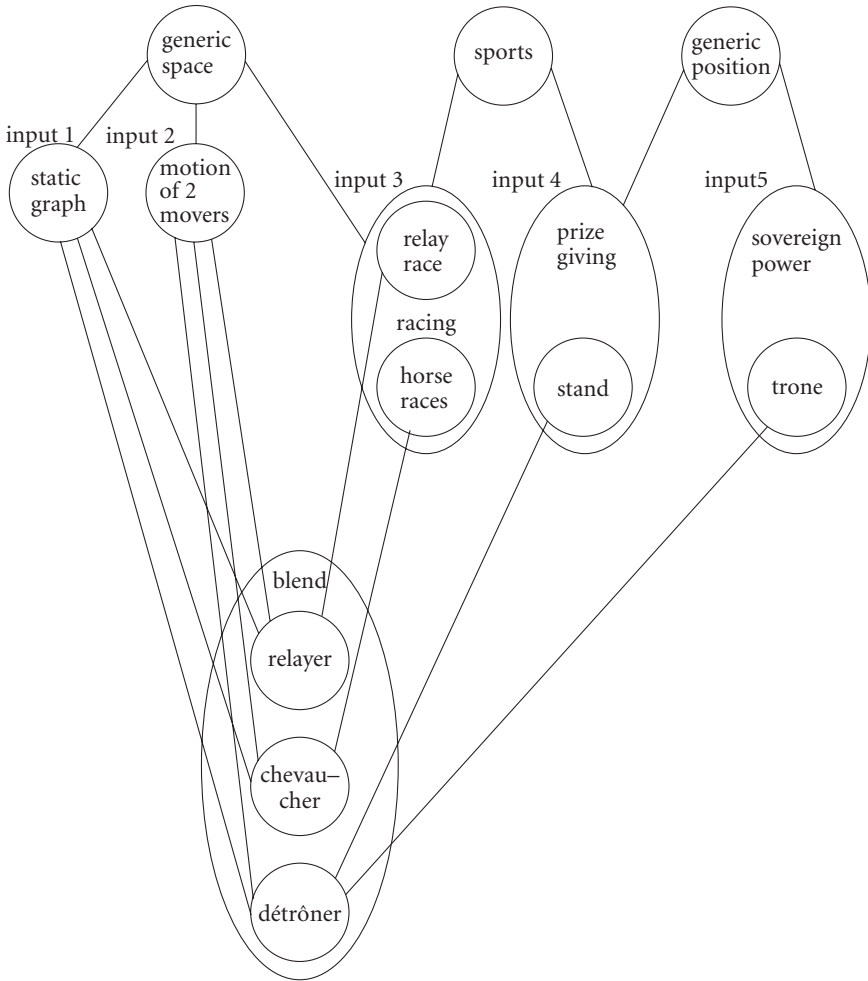 generic
space
sports
generic
position
input 1
input 2
static
graph
motion
of 2
movers
input 3
relay
race
racing
horse
races
input 4
prize
giving
stand
input5
sovereign
power
trone
blend
relayer
chevau–
cher
détrôner